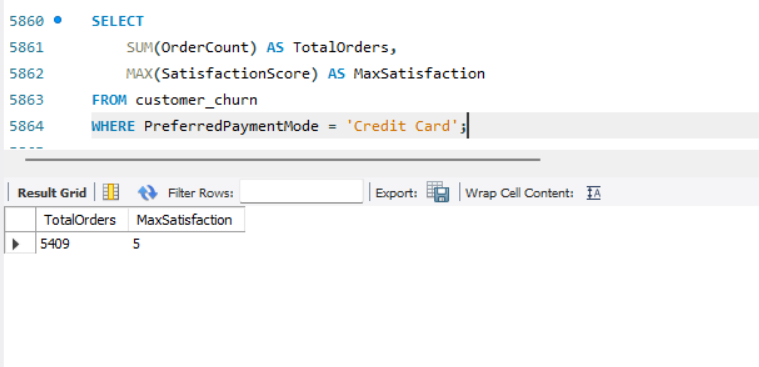 5860 SELECT
5861 SUM(OrderCount) AS TotalOrders,
5862 MAX(SatisfactionScore) AS MaxSatisfaction
5863 FROM customer_churn
5864 WHERE PreferredPaymentMode = 'Credit Card';
Result Grid Filter Rows: Export: Wrap Cell Content:
TotalOrders MaxSatisfaction
5409 5